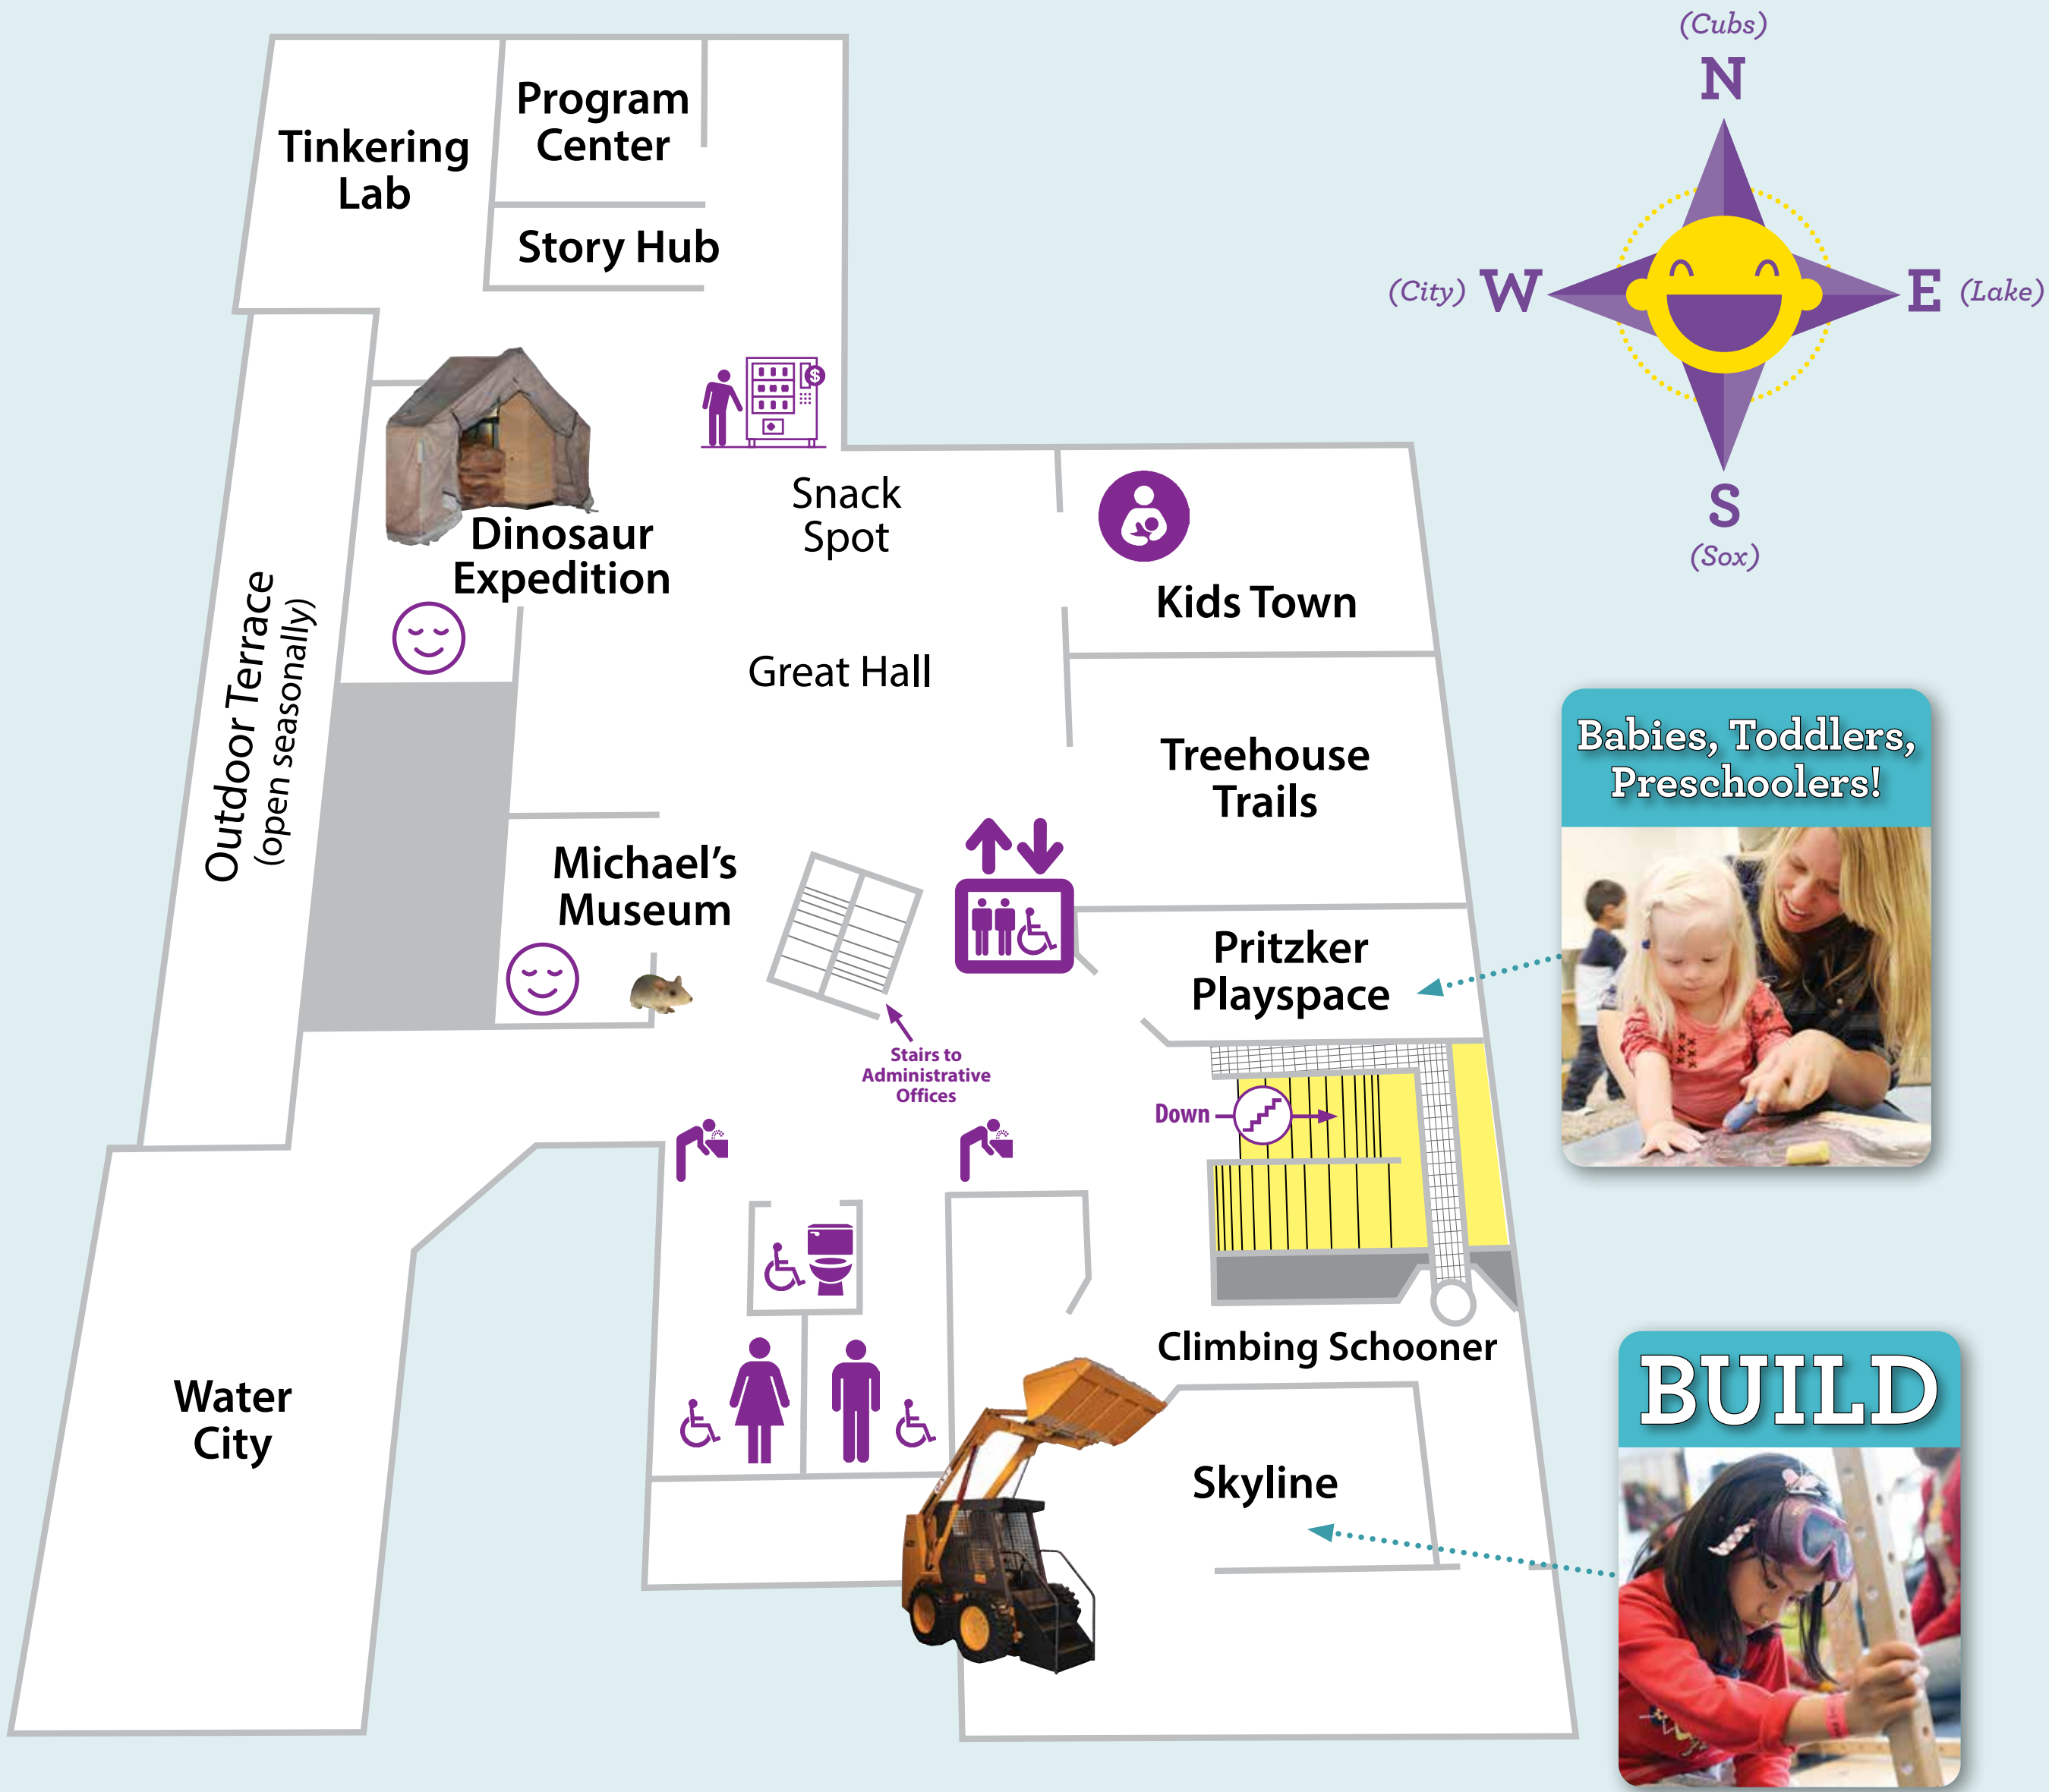 (Cubs)
N
(City) W
E (Lake)
S
(Sox)
Tinkering
Lab
Program
Center
Story Hub
$
Snack
Spot
Dinosaur
Expedition
Kids Town
Outdoor Terrace
(open seasonally)
Great Hall
Treehouse
Trails
Babies, Toddlers,
Preschoolers!
Michael’s
Museum
Pritzker
Playspace
Stairs to
Administrative
Offices
Down
Climbing Schooner
Water
City
Skyline
BUILD